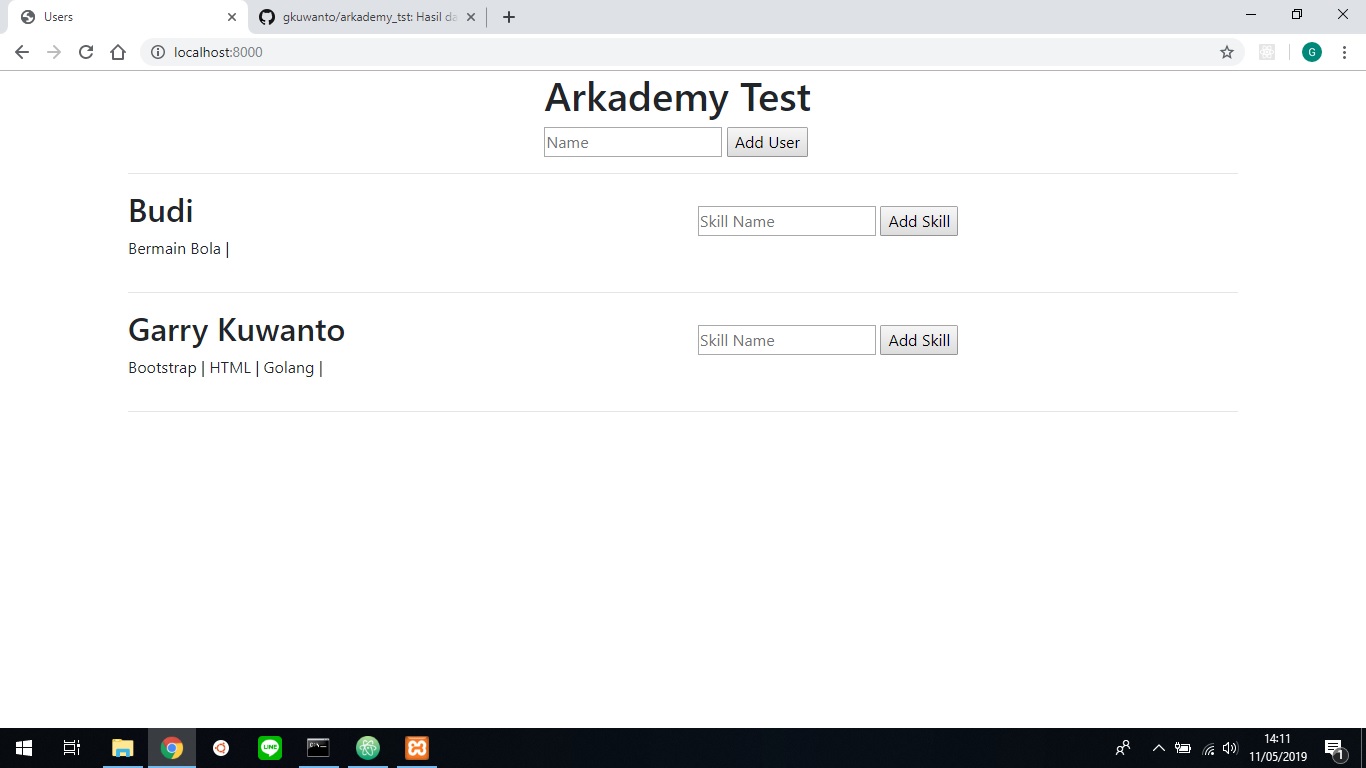 Users
gkuwanto/arkademy_tst: Hasil da
localhost:8000
G
Arkademy Test
Name Add User
Budi
Skill Name Add Skill
Bermain Bola |
Garry Kuwanto
Skill Name Add Skill
Bootstrap | HTML | Golang |
LINE
14:11
11/05/2019
1